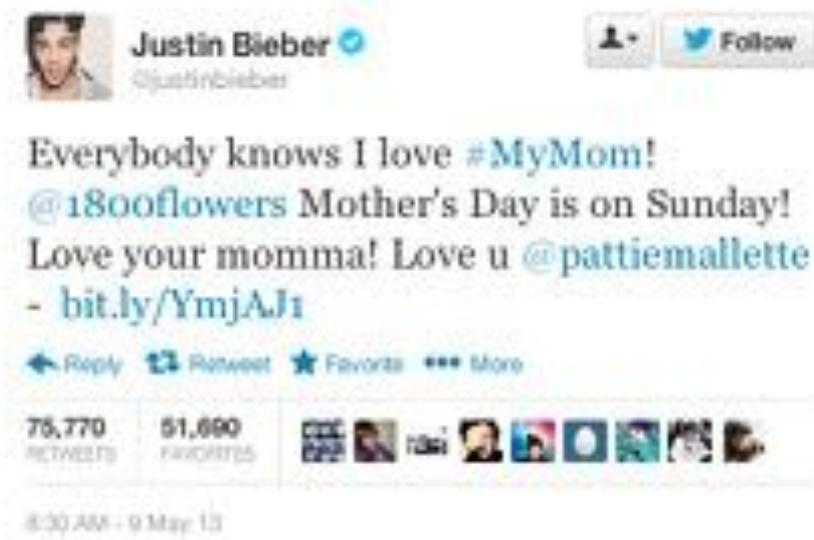 Justin Bieber
@justinbieber
Follow
Everybody knows I love #MyMom!
@1800flowers Mother's Day is on Sunday!
Love your momma! Love u @pattiemallette
- bit.ly/YmjAJ1
Reply Retweet Favorite More
75,770 51,690
RETWEETS FAVORITES
8:30 AM - 9 May 13